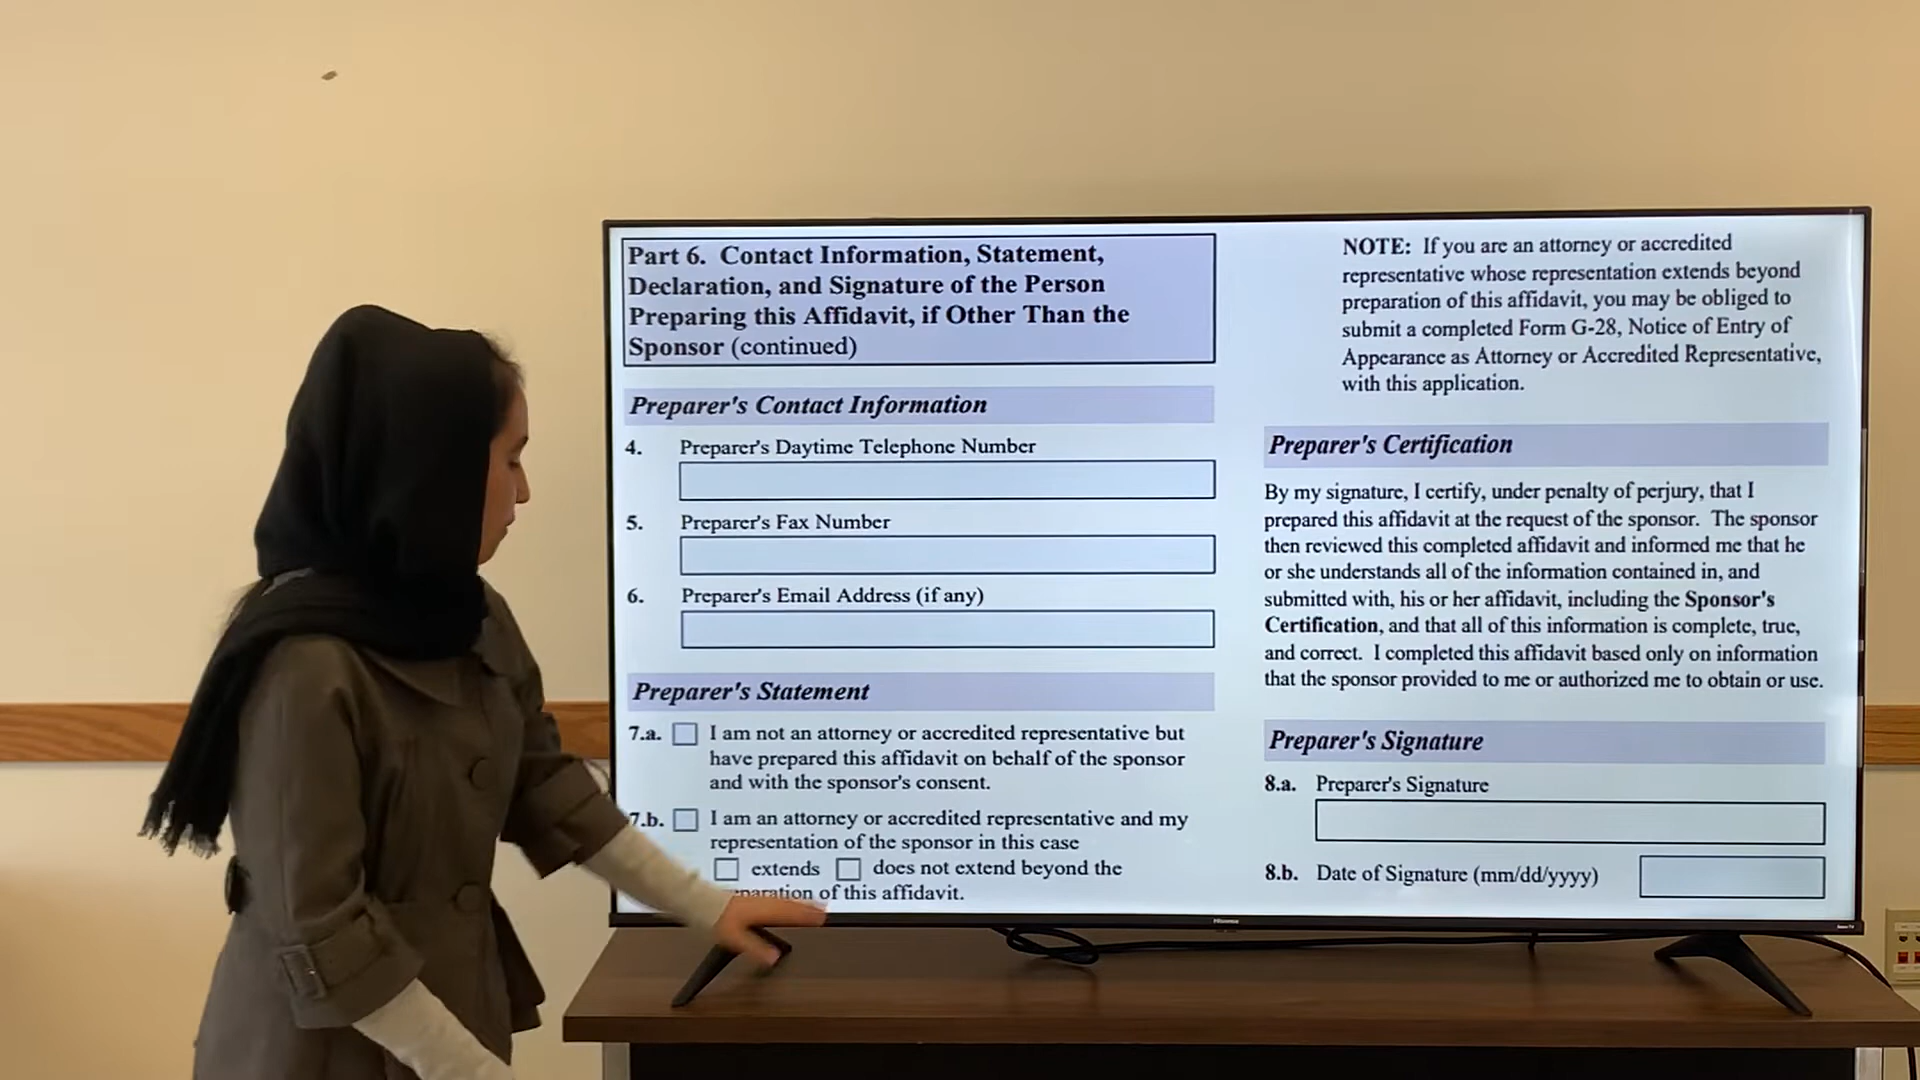 Part 6. Contact Information, Statement,
Declaration, and Signature of the Person
Preparing this Affidavit, if Other Than the
Sponsor (continued)
Preparer's Contact Information
4. Preparer's Daytime Telephone Number
5. Preparer's Fax Number
6. Preparer's Email Address (if any)
Preparer's Statement
7.a. I am not an attorney or accredited representative but
have prepared this affidavit on behalf of the sponsor
and with the sponsor's consent.
7.b. I am an attorney or accredited representative and my
representation of the sponsor in this case
extends does not extend beyond the
of this affidavit.
NOTE: If you are an attorney or accredited
representative whose representation extends beyond
preparation of this affidavit, you may be obliged to
submit a completed Form G-28, Notice of Entry of
Appearance as Attorney or Accredited Representative,
with this application.
Preparer's Certification
By my signature, I certify, under penalty of perjury, that I
prepared this affidavit at the request of the sponsor. The sponsor
then reviewed this completed affidavit and informed me that he
or she understands all of the information contained in, and
submitted with, his or her affidavit, including the Sponsor's
Certification, and that all of this information is complete, true,
and correct. I completed this affidavit based only on information
that the sponsor provided to me or authorized me to obtain or use.
Preparer's Signature
8.a. Preparer's Signature
8.b. Date of Signature (mm/dd/yyyy)
Hisense